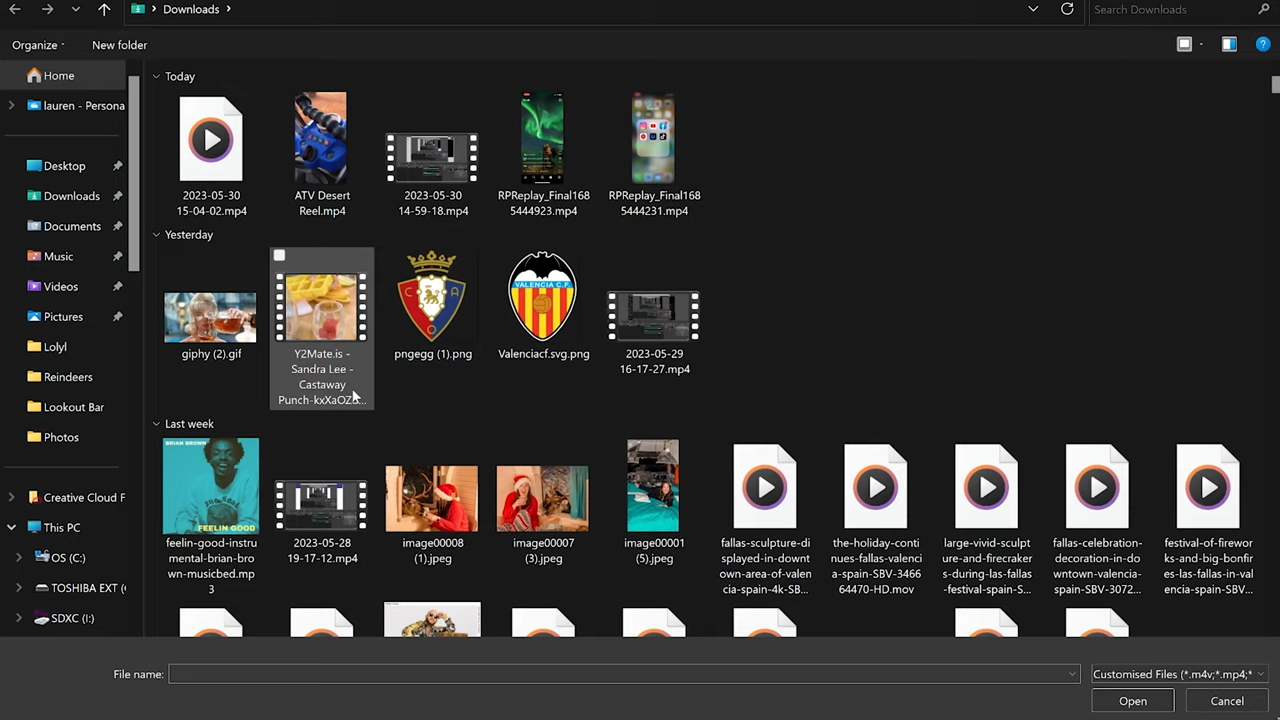 Downloads
Search Downloads
Organize
New folder
Home
lauren - Persona
Desktop
Downloads
Documents
Music
Videos
Pictures
Lolyl
Reindeers
Lookout Bar
Photos
Creative Cloud F
This PC
OS (C:)
TOSHIBA EXT (
SDXC (I:)
Today
2023-05-30
15-04-02.mp4
ATV Desert
Reel.mp4
2023-05-30
14-59-18.mp4
RPReplay_Final168
5444923.mp4
RPReplay_Final168
5444231.mp4
Yesterday
giphy (2).gif
Y2Mate.is -
Sandra Lee -
Castaway
Punch-kxXaOZ...
C A
O
pngegg (1).png
VALENCIA C.F.
Valenciacf.svg.png
2023-05-29
16-17-27.mp4
Last week
BRIAN BROWN
FEELIN GOOD
feelin-good-instru
mental-brian-bro
wn-musicbed.mp
3
2023-05-28
19-17-12.mp4
image00008
(1).jpeg
image00007
(3).jpeg
image00001
(5).jpeg
fallas-sculpture-di
splayed-in-downt
own-area-of-valen
cia-spain-4k-SB...
the-holiday-conti
nues-fallas-valenci
a-spain-SBV-3466
64470-HD.mov
large-vivid-sculpt
ure-and-firecraker
s-during-las-fallas
-festival-spain-S...
fallas-celebration-
decoration-in-do
wntown-valencia-
spain-SBV-3072...
festival-of-firewor
ks-and-big-bonfir
es-las-fallas-in-val
encia-spain-SBV...
File name:
Customised Files (*.m4v;*.mp4;*
Open
Cancel